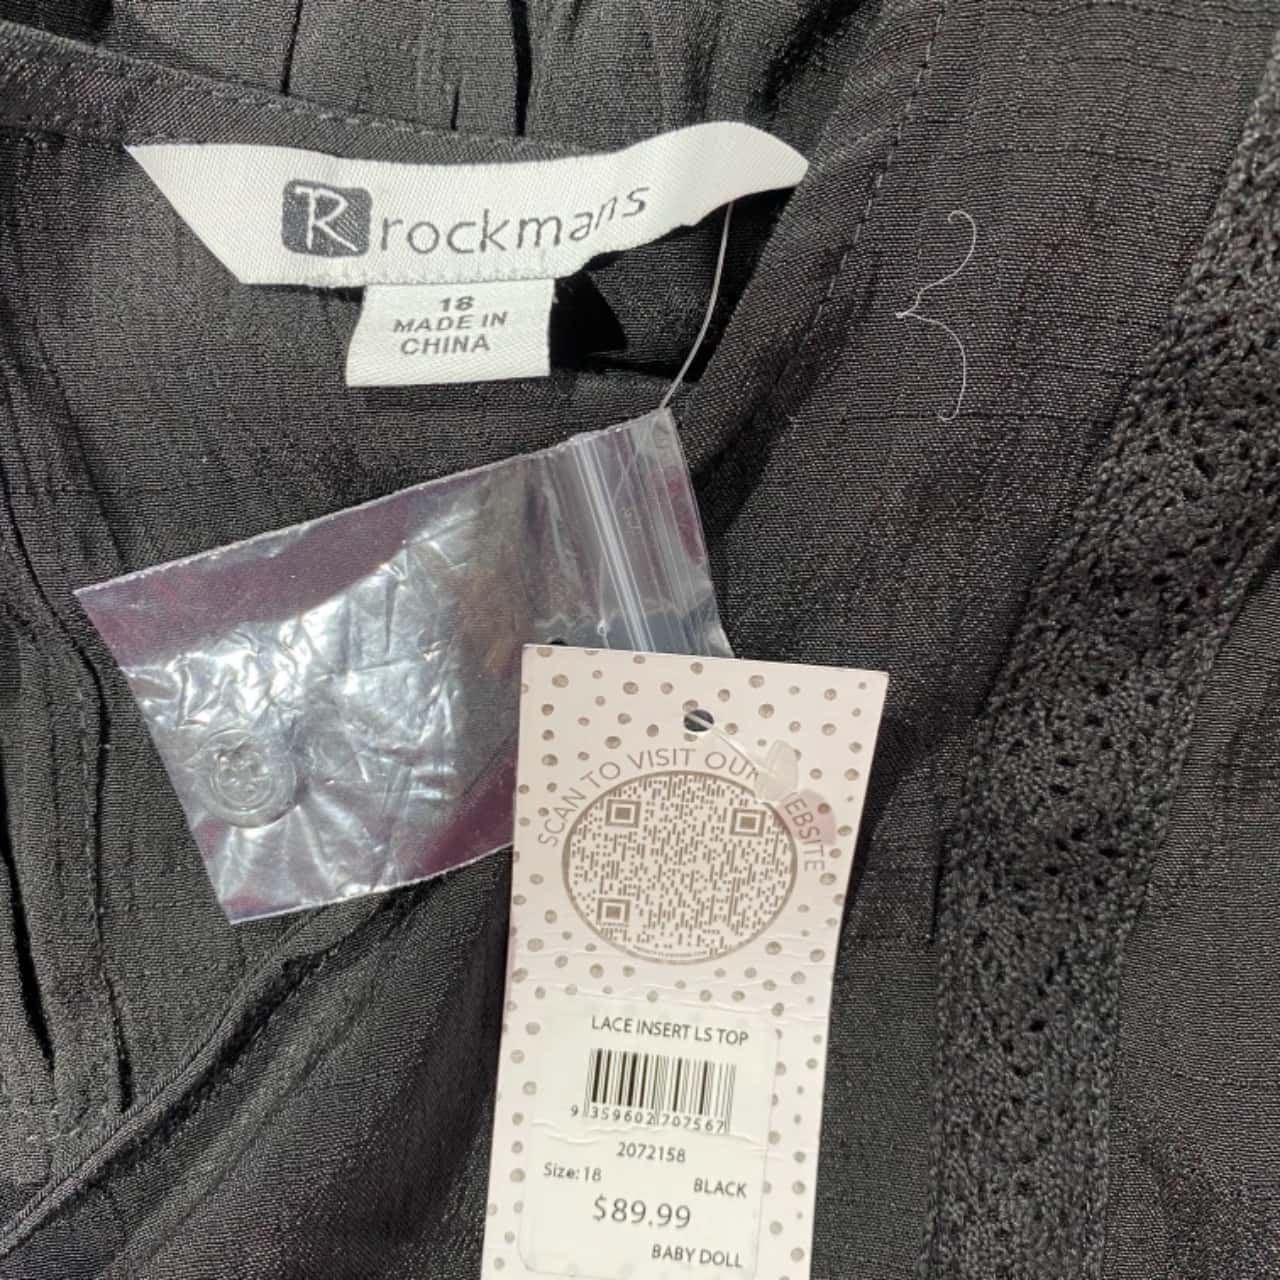 R rockmans
18
MADE IN
CHINA
SCAN TO VISIT OUR WEBSITE
LACE INSERT LS TOP
9 359602 707567
2072158
Size: 18
BLACK
$89.99
BABY DOLL